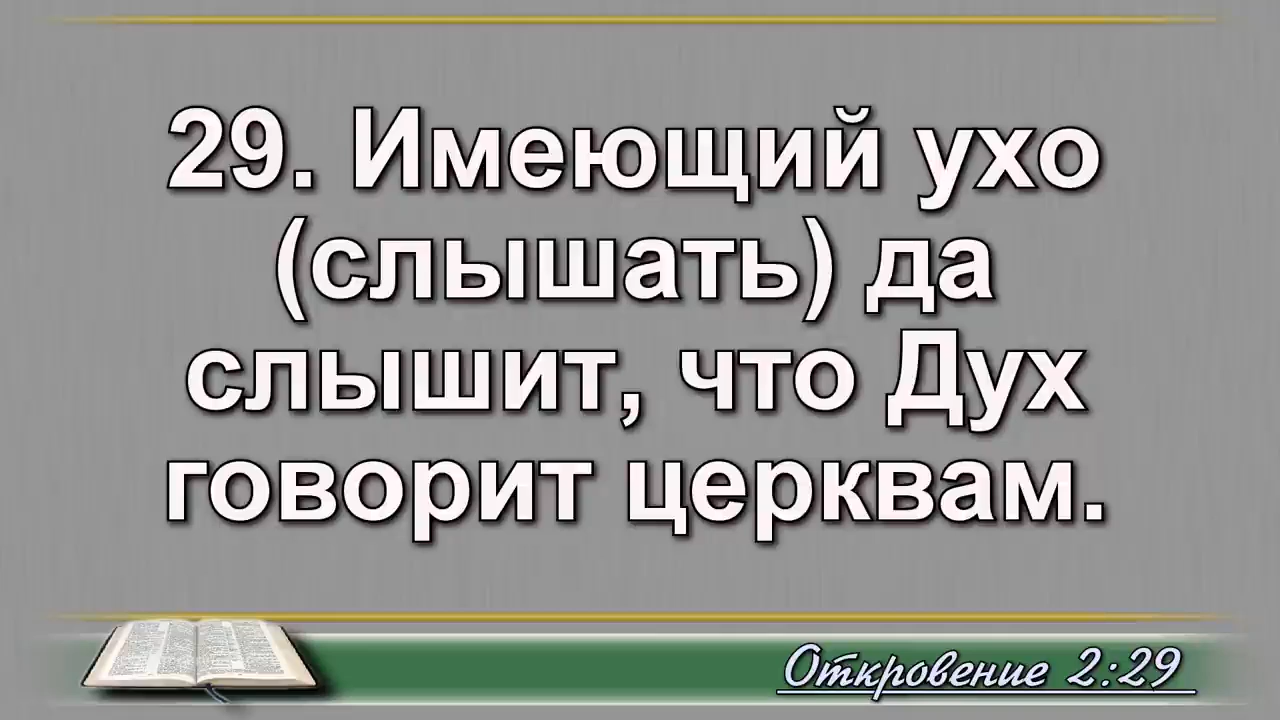 29. Имеющий ухо
(слышать) да
слышит, что Дух
говорит церквам.
Откровение 2:29